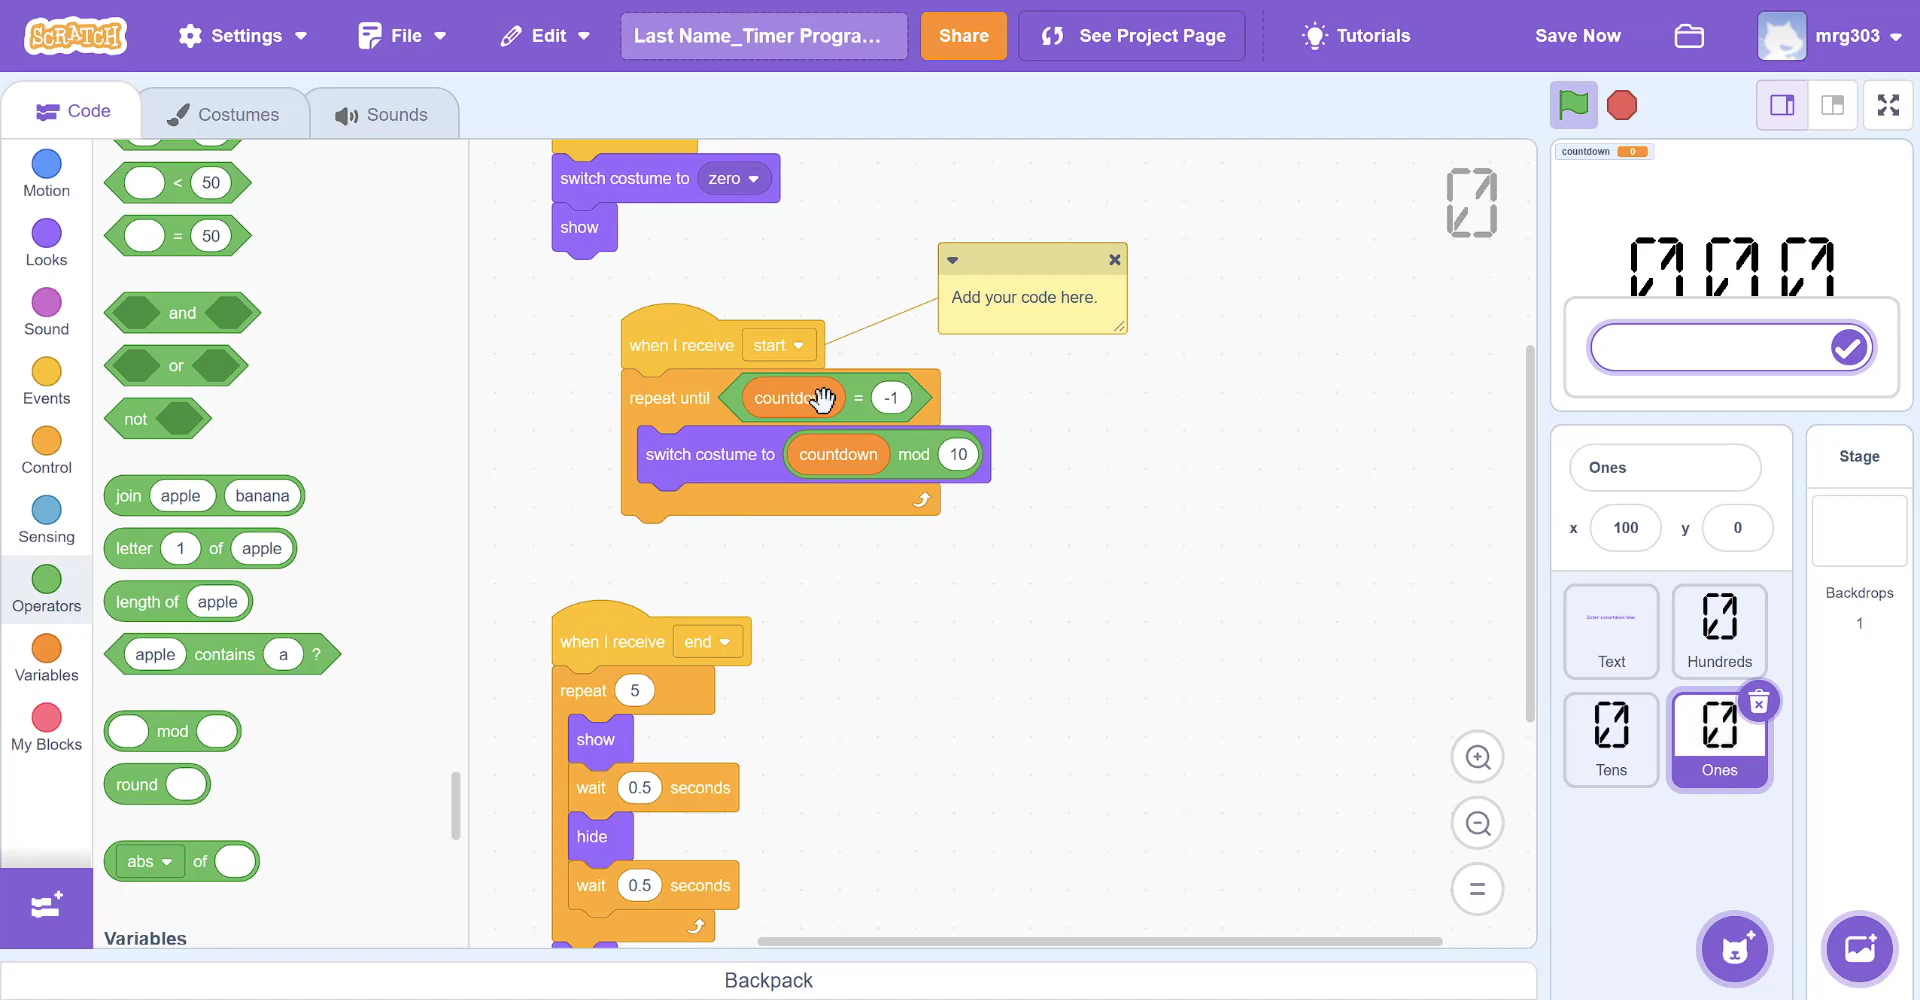 SCRATCH
Settings
File
Edit
Last Name_Timer Progra...
Share
See Project Page
Tutorials
Save Now
mrg303
Code
Costumes
Sounds
Motion
Looks
Sound
Events
Control
Sensing
Operators
Variables
My Blocks
< 50
= 50
and
or
not
join apple banana
letter 1 of apple
length of apple
apple contains a ?
mod
round
abs of
Variables
switch costume to zero
show
Add your code here.
when I receive start
repeat until = -1
switch costume to countdown mod 10
when I receive end
repeat 5
show
wait 0.5 seconds
hide
wait 0.5 seconds
countdown 0
000
Ones
x 100 y 0
Text
Hundreds
Tens
Ones
Stage
Backdrops
1
Backpack